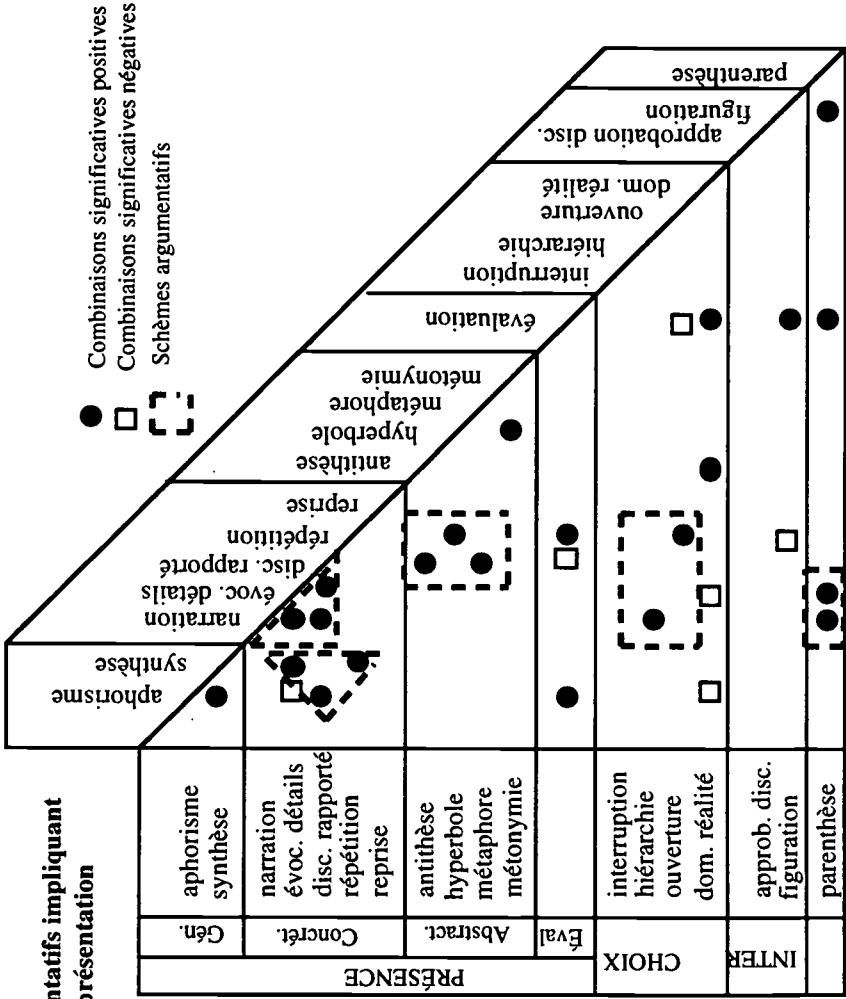 ntatifs impliquant
résentation
Combinaisons significatives positives
Combinaisons significatives négatives
Schèmes argumentatifs
aphorisme
synthèse
narration
évoc. détails
disc. rapporté
répétition
reprise
antithèse
hyperbole
métaphore
métonymie
évaluation
interruption
hiérarchie
ouverture
dom. réalité
approbation disc.
figuration
parenthèse
PRÉSENCE
Gén.
aphorisme
synthèse
Concrét.
narration
évoc. détails
disc. rapporté
répétition
reprise
Abstract.
antithèse
hyperbole
métaphore
métonymie
Éval
CHOIX
interruption
hiérarchie
ouverture
dom. réalité
INTER
approb. disc.
figuration
parenthèse